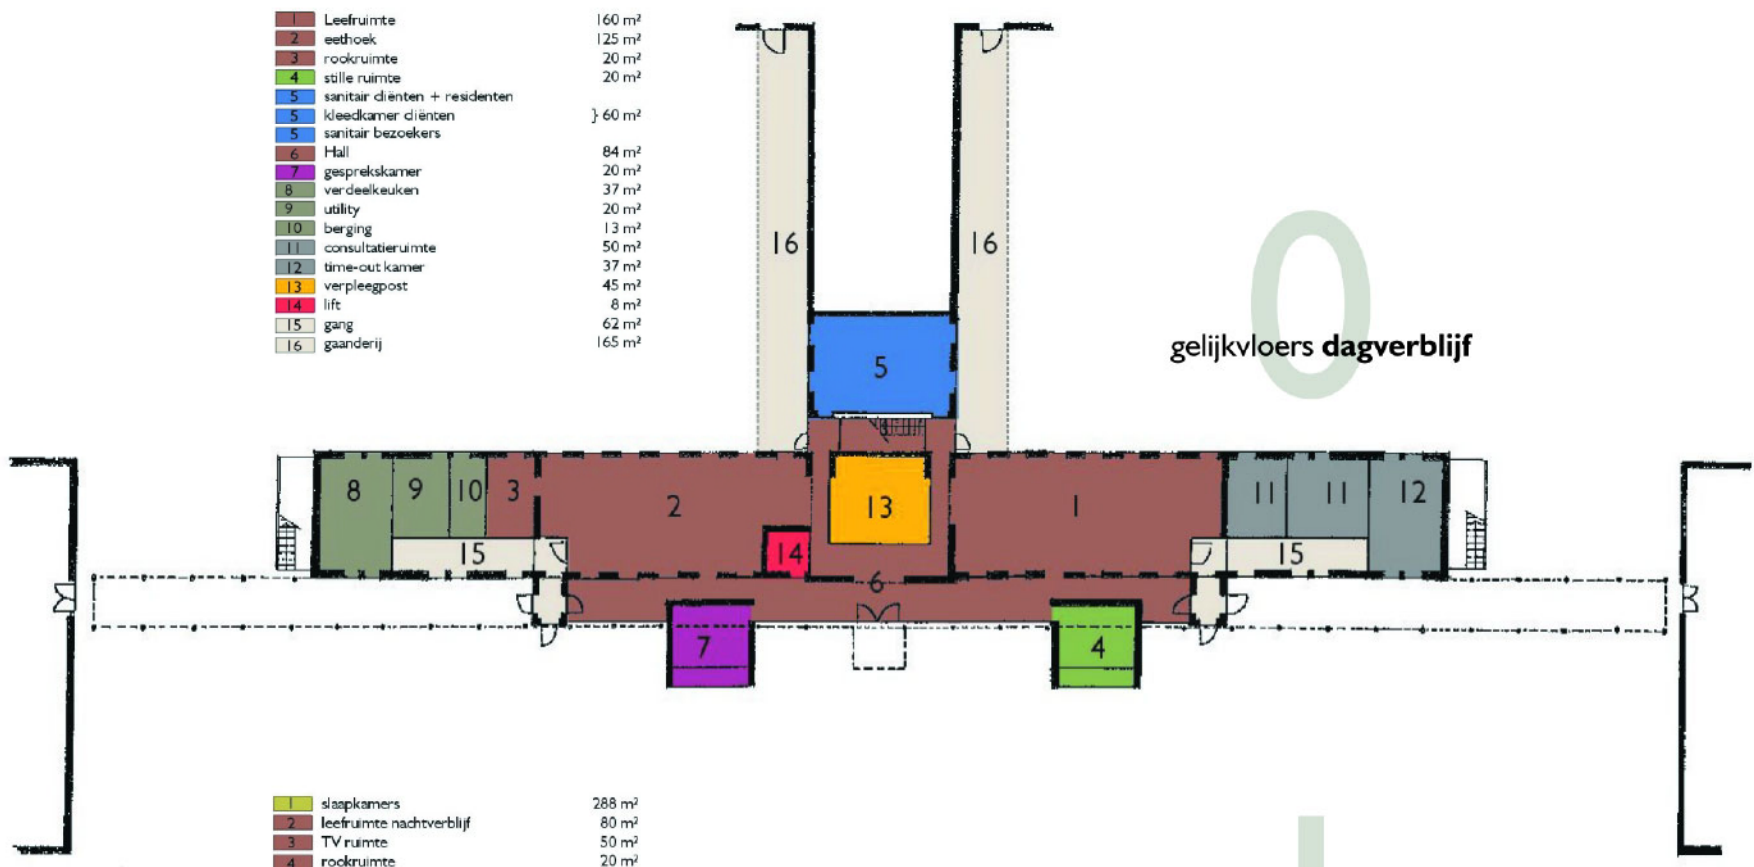 1 Leefruimte 160 m²
2 eethoek 125 m²
3 rookruimte 20 m²
4 stille ruimte 20 m²
5 sanitair cliënten + residenten
5 kleedkamer cliënten } 60 m²
5 sanitair bezoekers
6 Hall 84 m²
7 gesprekskamer 20 m²
8 verdeelkeuken 37 m²
9 utility 20 m²
10 berging 13 m²
11 consultatieruimte 50 m²
12 time-out kamer 37 m²
13 verpleegpost 45 m²
14 lift 8 m²
15 gang 62 m²
16 gaanderij 165 m²
16 16
0
gelijkvloers dagverblijf
5
8 9 10 3 2 13 1 11 11 12
15 14 15
6
7 4
1 slaapkamers 288 m²
2 leefruimte nachtverblijf 80 m²
3 TV ruimte 50 m²
4 rookruimte 20 m²